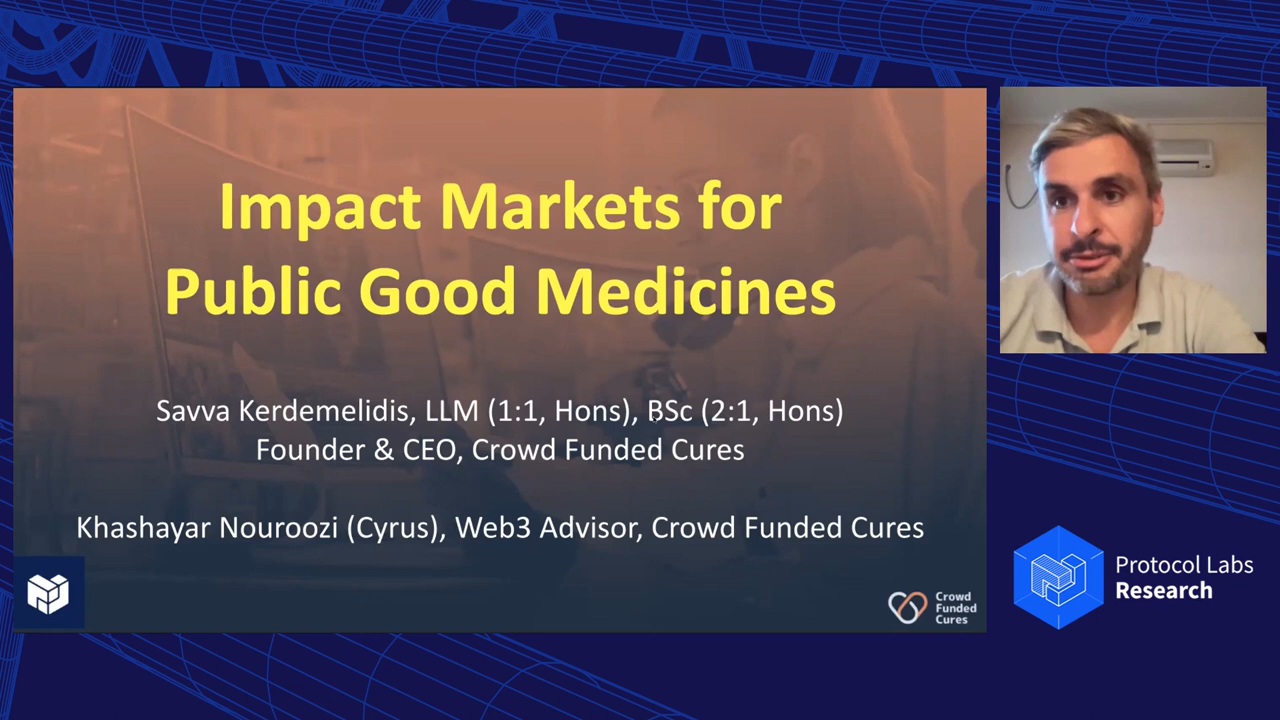 Impact Markets for
Public Good Medicines
Savva Kerdemelidis, LLM (1:1, Hons), BSc (2:1, Hons)
Founder & CEO, Crowd Funded Cures
Khashayar Nouroozi (Cyrus), Web3 Advisor, Crowd Funded Cures
Crowd
Funded
Cures
Protocol Labs
Research